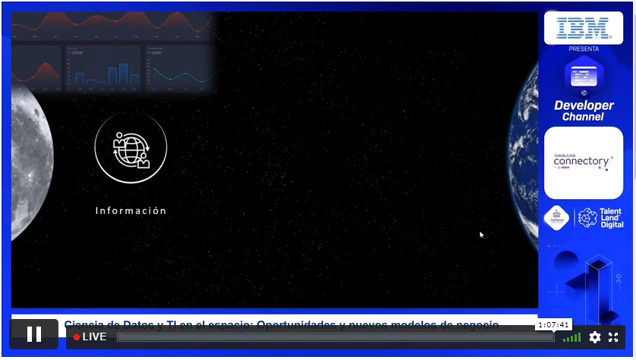 IBM
PRESENTA
Developer
Channel
connectory
Talent
Land
Digital
Información
Ciencia de Datos y TI en el espacio: Oportunidades y nuevos modelos de negocio
1:07:41
LIVE